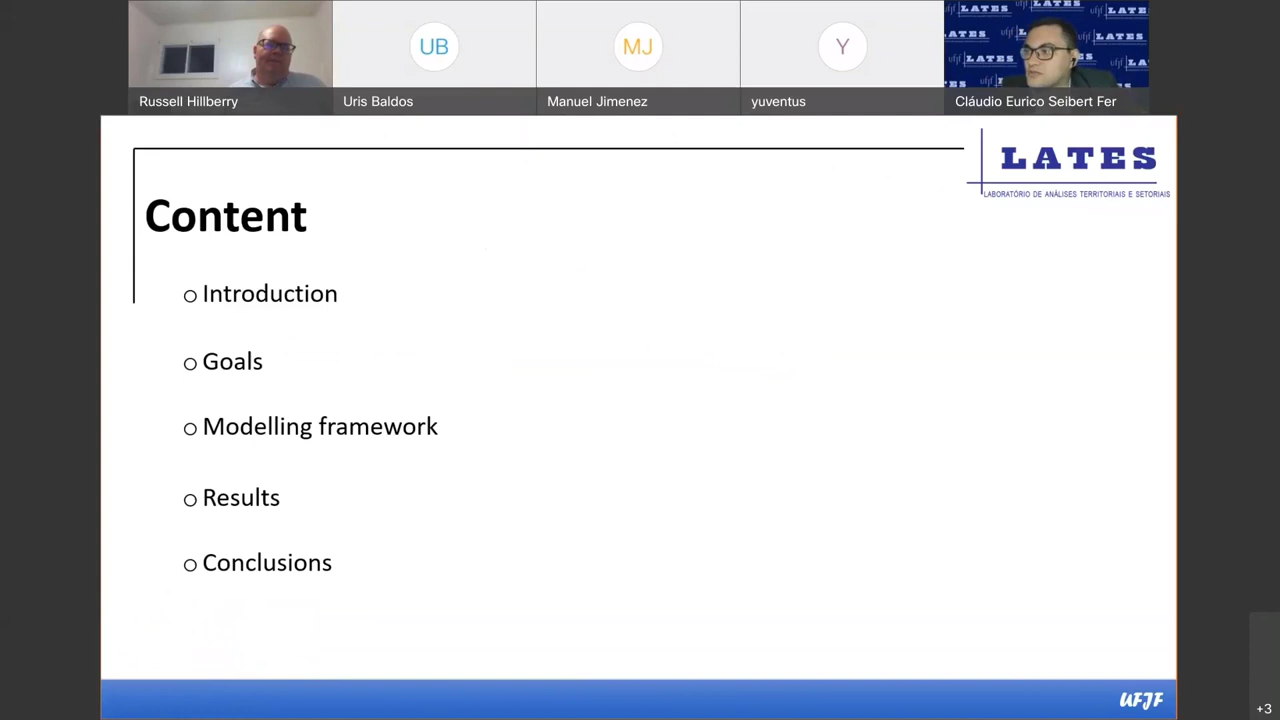 UB
MJ
Y
Russell Hillberry
Uris Baldos
Manuel Jimenez
yuventus
Cláudio Eurico Seibert Fer
LATES
LABORATÓRIO DE ANÁLISES TERRITORIAIS E SETORIAIS
Content
Introduction
Goals
Modelling framework
Results
Conclusions
UFJF
+3